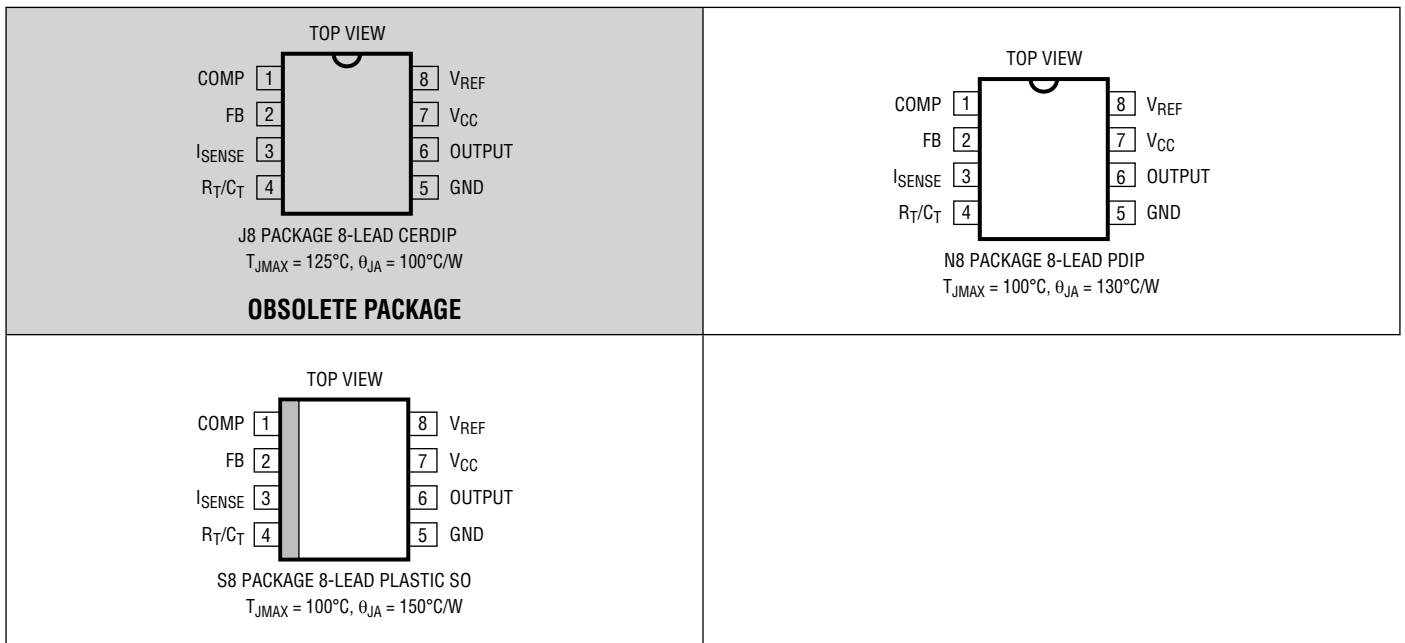 TOP VIEW
COMP 1 8 VREF
FB 2 7 VCC
ISENSE 3 6 OUTPUT
RT/CT 4 5 GND
J8 PACKAGE 8-LEAD CERDIP
TJMAX = 125°C, θJA = 100°C/W
OBSOLETE PACKAGE
TOP VIEW
COMP 1 8 VREF
FB 2 7 VCC
ISENSE 3 6 OUTPUT
RT/CT 4 5 GND
N8 PACKAGE 8-LEAD PDIP
TJMAX = 100°C, θJA = 130°C/W
TOP VIEW
COMP 1 8 VREF
FB 2 7 VCC
ISENSE 3 6 OUTPUT
RT/CT 4 5 GND
S8 PACKAGE 8-LEAD PLASTIC SO
TJMAX = 100°C, θJA = 150°C/W